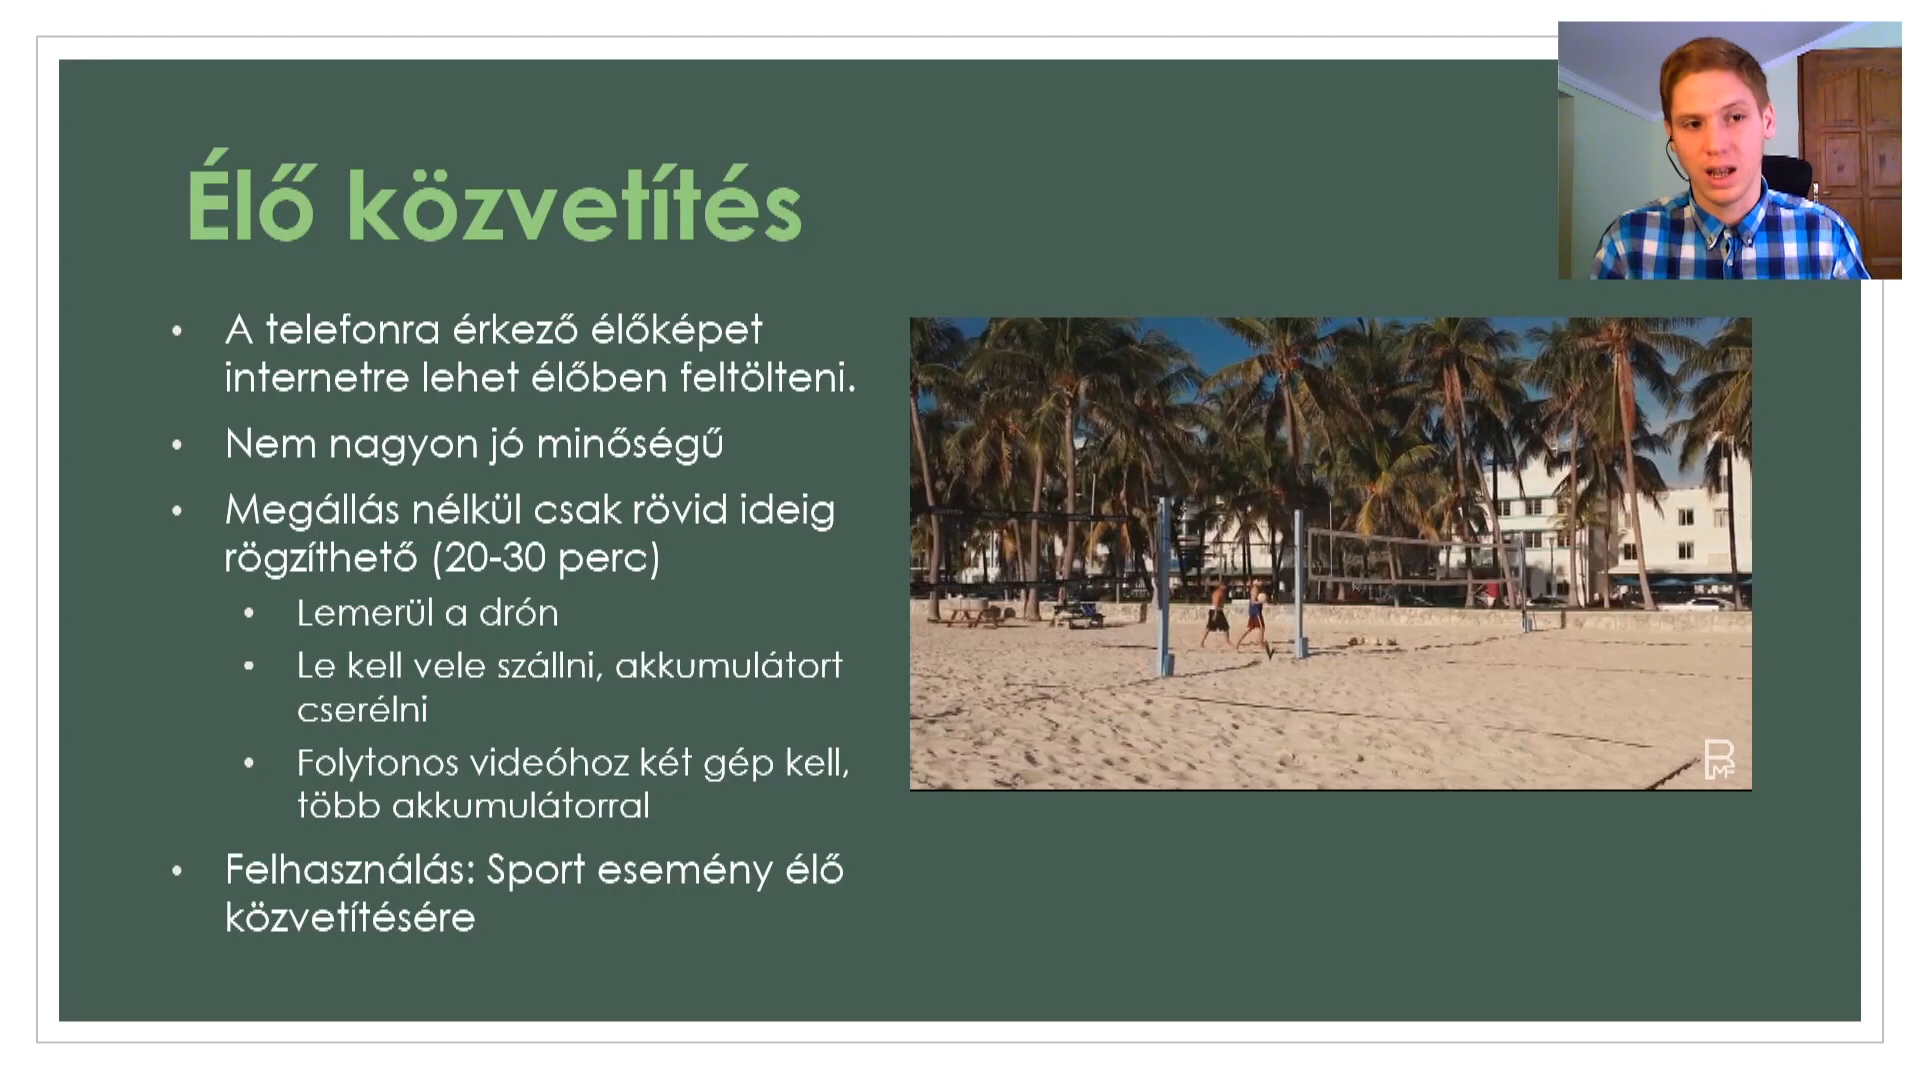 Élő közvetítés
• A telefonra érkező élőképet
internetre lehet élőben feltölteni.
• Nem nagyon jó minőségű
• Megállás nélkül csak rövid ideig
rögzíthető (20-30 perc)
• Lemerül a drón
• Le kell vele szállni, akkumulátort
cserélni
• Folytonos videóhoz két gép kell,
több akkumulátorral
• Felhasználás: Sport esemény élő
közvetítésére